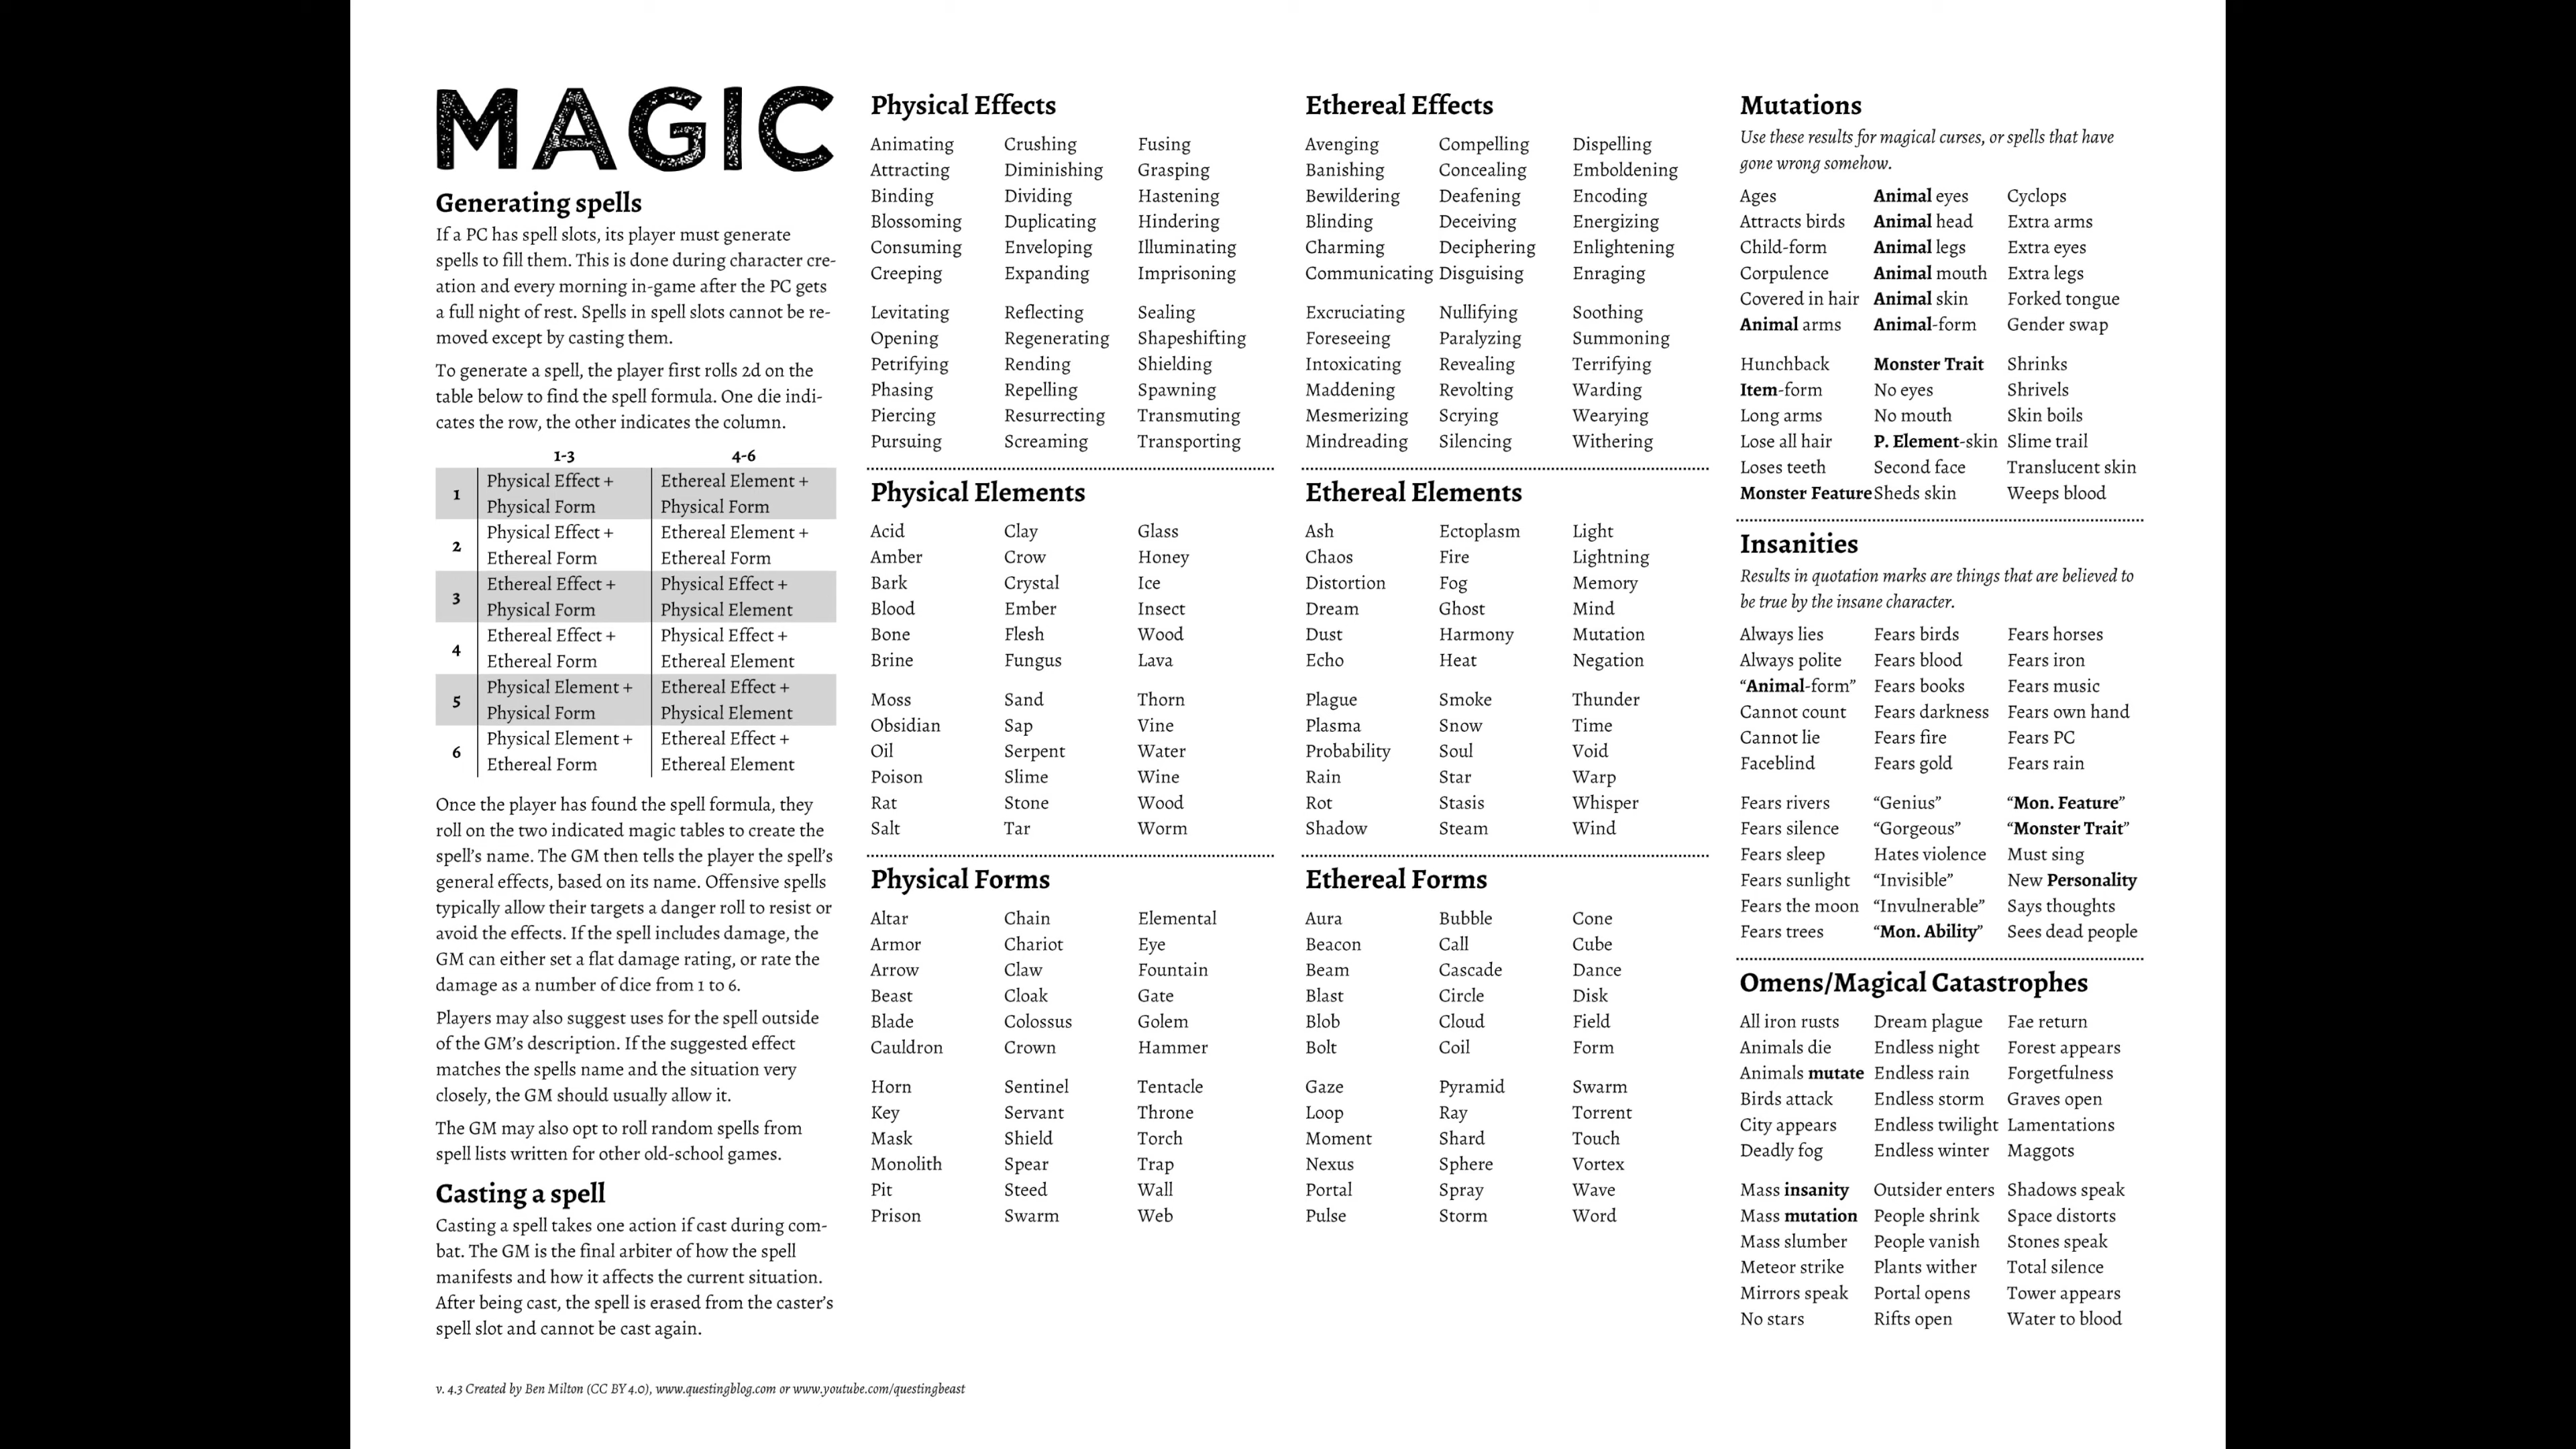 MAGIC
Generating spells
If a PC has spell slots, its player must generate
spells to fill them. This is done during character cre-
ation and every morning in-game after the PC gets
a full night of rest. Spells in spell slots cannot be re-
moved except by casting them.
To generate a spell, the player first rolls 2d on the
table below to find the spell formula. One die indi-
cates the row, the other indicates the column.
1-3 4-6
1 Physical Effect + Ethereal Element +
Physical Form Physical Form
2 Physical Effect + Ethereal Element +
Ethereal Form Ethereal Form
3 Ethereal Effect + Physical Effect +
Physical Form Physical Element
4 Ethereal Effect + Physical Effect +
Ethereal Form Ethereal Element
5 Physical Element + Ethereal Effect +
Physical Form Physical Element
6 Physical Element + Ethereal Effect +
Ethereal Form Ethereal Element
Once the player has found the spell formula, they
roll on the two indicated magic tables to create the
spell's name. The GM then tells the player the spell's
general effects, based on its name. Offensive spells
typically allow their targets a danger roll to resist or
avoid the effects. If the spell includes damage, the
GM can either set a flat damage rating, or rate the
damage as a number of dice from 1 to 6.
Players may also suggest uses for the spell outside
of the GM's description. If the suggested effect
matches the spells name and the situation very
closely, the GM should usually allow it.
The GM may also opt to roll random spells from
spell lists written for other old-school games.
Casting a spell
Casting a spell takes one action if cast during com-
bat. The GM is the final arbiter of how the spell
manifests and how it affects the current situation.
After being cast, the spell is erased from the caster's
spell slot and cannot be cast again.
Physical Effects
Animating Crushing Fusing
Attracting Diminishing Grasping
Binding Dividing Hastening
Blossoming Duplicating Hindering
Consuming Enveloping Illuminating
Creeping Expanding Imprisoning
Levitating Reflecting Sealing
Opening Regenerating Shapeshifting
Petrifying Rending Shielding
Phasing Repelling Spawning
Piercing Resurrecting Transmuting
Pursuing Screaming Transporting
Physical Elements
Acid Clay Glass
Amber Crow Honey
Bark Crystal Ice
Blood Ember Insect
Bone Flesh Wood
Brine Fungus Lava
Moss Sand Thorn
Obsidian Sap Vine
Oil Serpent Water
Poison Slime Wine
Rat Stone Wood
Salt Tar Worm
Physical Forms
Altar Chain Elemental
Armor Chariot Eye
Arrow Claw Fountain
Beast Cloak Gate
Blade Colossus Golem
Cauldron Crown Hammer
Horn Sentinel Tentacle
Key Servant Throne
Mask Shield Torch
Monolith Spear Trap
Pit Steed Wall
Prison Swarm Web
Ethereal Effects
Avenging Compelling Dispelling
Banishing Concealing Emboldening
Bewildering Deafening Encoding
Blinding Deceiving Energizing
Charming Deciphering Enlightening
Communicating Disguising Enraging
Excruciating Nullifying Soothing
Foreseeing Paralyzing Summoning
Intoxicating Revealing Terrifying
Maddening Revolting Warding
Mesmerizing Scrying Wearying
Mindreading Silencing Withering
Ethereal Elements
Ash Ectoplasm Light
Chaos Fire Lightning
Distortion Fog Memory
Dream Ghost Mind
Dust Harmony Mutation
Echo Heat Negation
Plague Smoke Thunder
Plasma Snow Time
Probability Soul Void
Rain Star Warp
Rot Stasis Whisper
Shadow Steam Wind
Ethereal Forms
Aura Bubble Cone
Beacon Call Cube
Beam Cascade Dance
Blast Circle Disk
Blob Cloud Field
Bolt Coil Form
Gaze Pyramid Swarm
Loop Ray Torrent
Moment Shard Touch
Nexus Sphere Vortex
Portal Spray Wave
Pulse Storm Word
Mutations
Use these results for magical curses, or spells that have
gone wrong somehow.
Ages Animal eyes Cyclops
Attracts birds Animal head Extra arms
Child-form Animal legs Extra eyes
Corpulence Animal mouth Extra legs
Covered in hair Animal skin Forked tongue
Animal arms Animal-form Gender swap
Hunchback Monster Trait Shrinks
Item-form No eyes Shrivels
Long arms No mouth Skin boils
Lose all hair P. Element-skin Slime trail
Loses teeth Second face Translucent skin
Monster Feature Sheds skin Weeps blood
Insanities
Results in quotation marks are things that are believed to
be true by the insane character.
Always lies Fears birds Fears horses
Always polite Fears blood Fears iron
“Animal-form” Fears books Fears music
Cannot count Fears darkness Fears own hand
Cannot lie Fears fire Fears PC
Faceblind Fears gold Fears rain
Fears rivers “Genius” “Mon. Feature”
Fears silence “Gorgeous” “Monster Trait”
Fears sleep Hates violence Must sing
Fears sunlight “Invisible” New Personality
Fears the moon “Invulnerable” Says thoughts
Fears trees “Mon. Ability” Sees dead people
Omens/Magical Catastrophes
All iron rusts Dream plague Fae return
Animals die Endless night Forest appears
Animals mutate Endless rain Forgetfulness
Birds attack Endless storm Graves open
City appears Endless twilight Lamentations
Deadly fog Endless winter Maggots
Mass insanity Outsider enters Shadows speak
Mass mutation People shrink Space distorts
Mass slumber People vanish Stones speak
Meteor strike Plants wither Total silence
Mirrors speak Portal opens Tower appears
No stars Rifts open Water to blood
v. 4.3 Created by Ben Milton (CC BY 4.0), www.questingblog.com or www.youtube.com/questingbeast